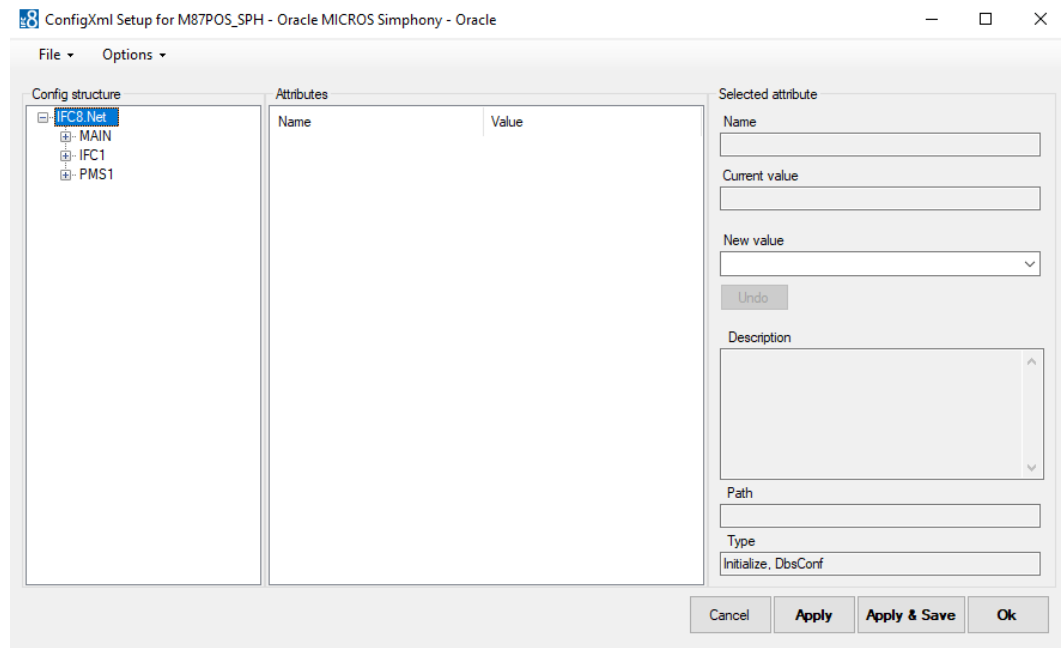 ConfigXml Setup for M87POS_SPH - Oracle MICROS Simphony - Oracle
File Options
Config structure
IFC8.Net
MAIN
IFC1
PMS1
Attributes
Name Value
Selected attribute
Name
Current value
New value
Undo
Description
Path
Type
Initialize, DbsConf
Cancel Apply Apply & Save Ok